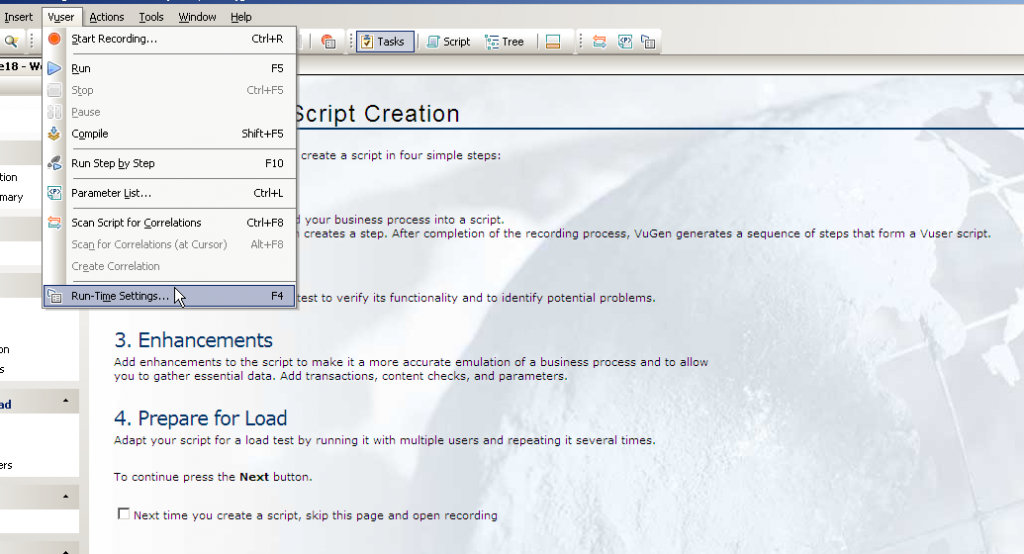 Insert Vuser Actions Tools Window Help
Tasks Script Tree
Start Recording... Ctrl+R
Run F5
Stop Ctrl+F5
Pause
Compile Shift+F5
Run Step by Step F10
Parameter List... Ctrl+L
Scan Script for Correlations Ctrl+F8
Scan for Correlations (at Cursor) Alt+F8
Create Correlation
Run-Time Settings... F4
Script Creation
create a script in four simple steps:
your business process into a script.
creates a step. After completion of the recording process, VuGen generates a sequence of steps that form a Vuser script.
test to verify its functionality and to identify potential problems.
3. Enhancements
Add enhancements to the script to make it a more accurate emulation of a business process and to allow
you to gather essential data. Add transactions, content checks, and parameters.
4. Prepare for Load
Adapt your script for a load test by running it with multiple users and repeating it several times.
To continue press the Next button.
Next time you create a script, skip this page and open recording